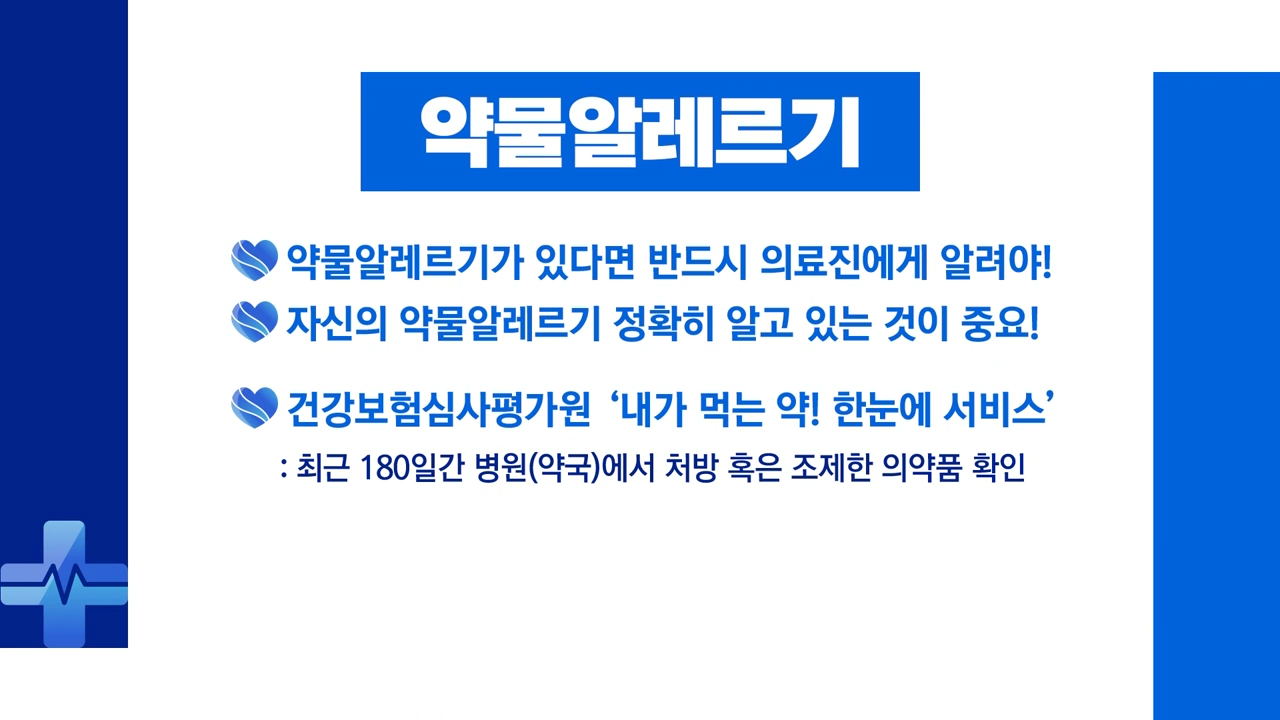 약물알레르기
약물알레르기가 있다면 반드시 의료진에게 알려야!
자신의 약물알레르기 정확히 알고 있는 것이 중요!
건강보험심사평가원 ‘내가 먹는 약! 한눈에 서비스’
: 최근 180일간 병원(약국)에서 처방 혹은 조제한 의약품 확인